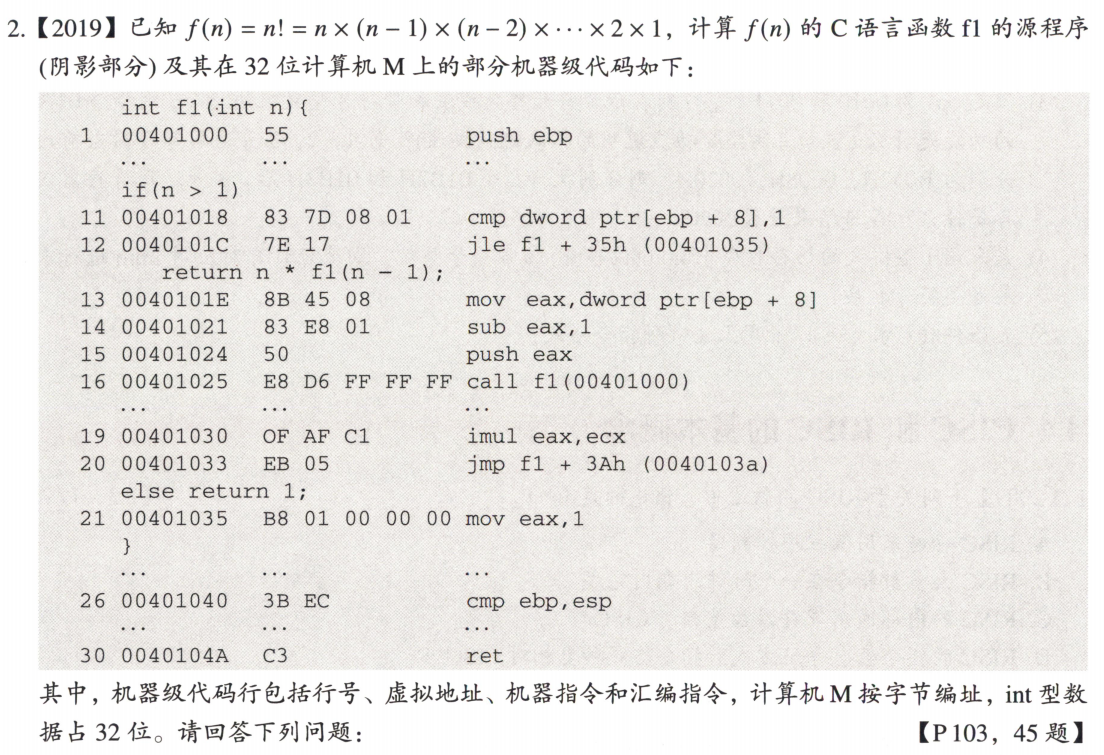 2.【2019】已知 f(n) = n! = n × (n − 1) × (n − 2) × ··· × 2 × 1，计算 f(n) 的 C 语言函数 f1 的源程序
(阴影部分) 及其在 32 位计算机 M 上的部分机器级代码如下：
int f1(int n){
1 00401000 55 push ebp
... ... ...
if(n > 1)
11 00401018 83 7D 08 01 cmp dword ptr[ebp + 8],1
12 0040101C 7E 17 jle f1 + 35h (00401035)
return n * f1(n − 1);
13 0040101E 8B 45 08 mov eax,dword ptr[ebp + 8]
14 00401021 83 E8 01 sub eax,1
15 00401024 50 push eax
16 00401025 E8 D6 FF FF FF call f1(00401000)
... ... ...
19 00401030 0F AF C1 imul eax,ecx
20 00401033 EB 05 jmp f1 + 3Ah (0040103a)
else return 1;
21 00401035 B8 01 00 00 00 mov eax,1
}
... ... ...
26 00401040 3B EC cmp ebp,esp
... ... ...
30 0040104A C3 ret
其中，机器级代码行包括行号、虚拟地址、机器指令和汇编指令，计算机 M 按字节编址，int 型数
据占 32 位。请回答下列问题： 【P103，45 题】